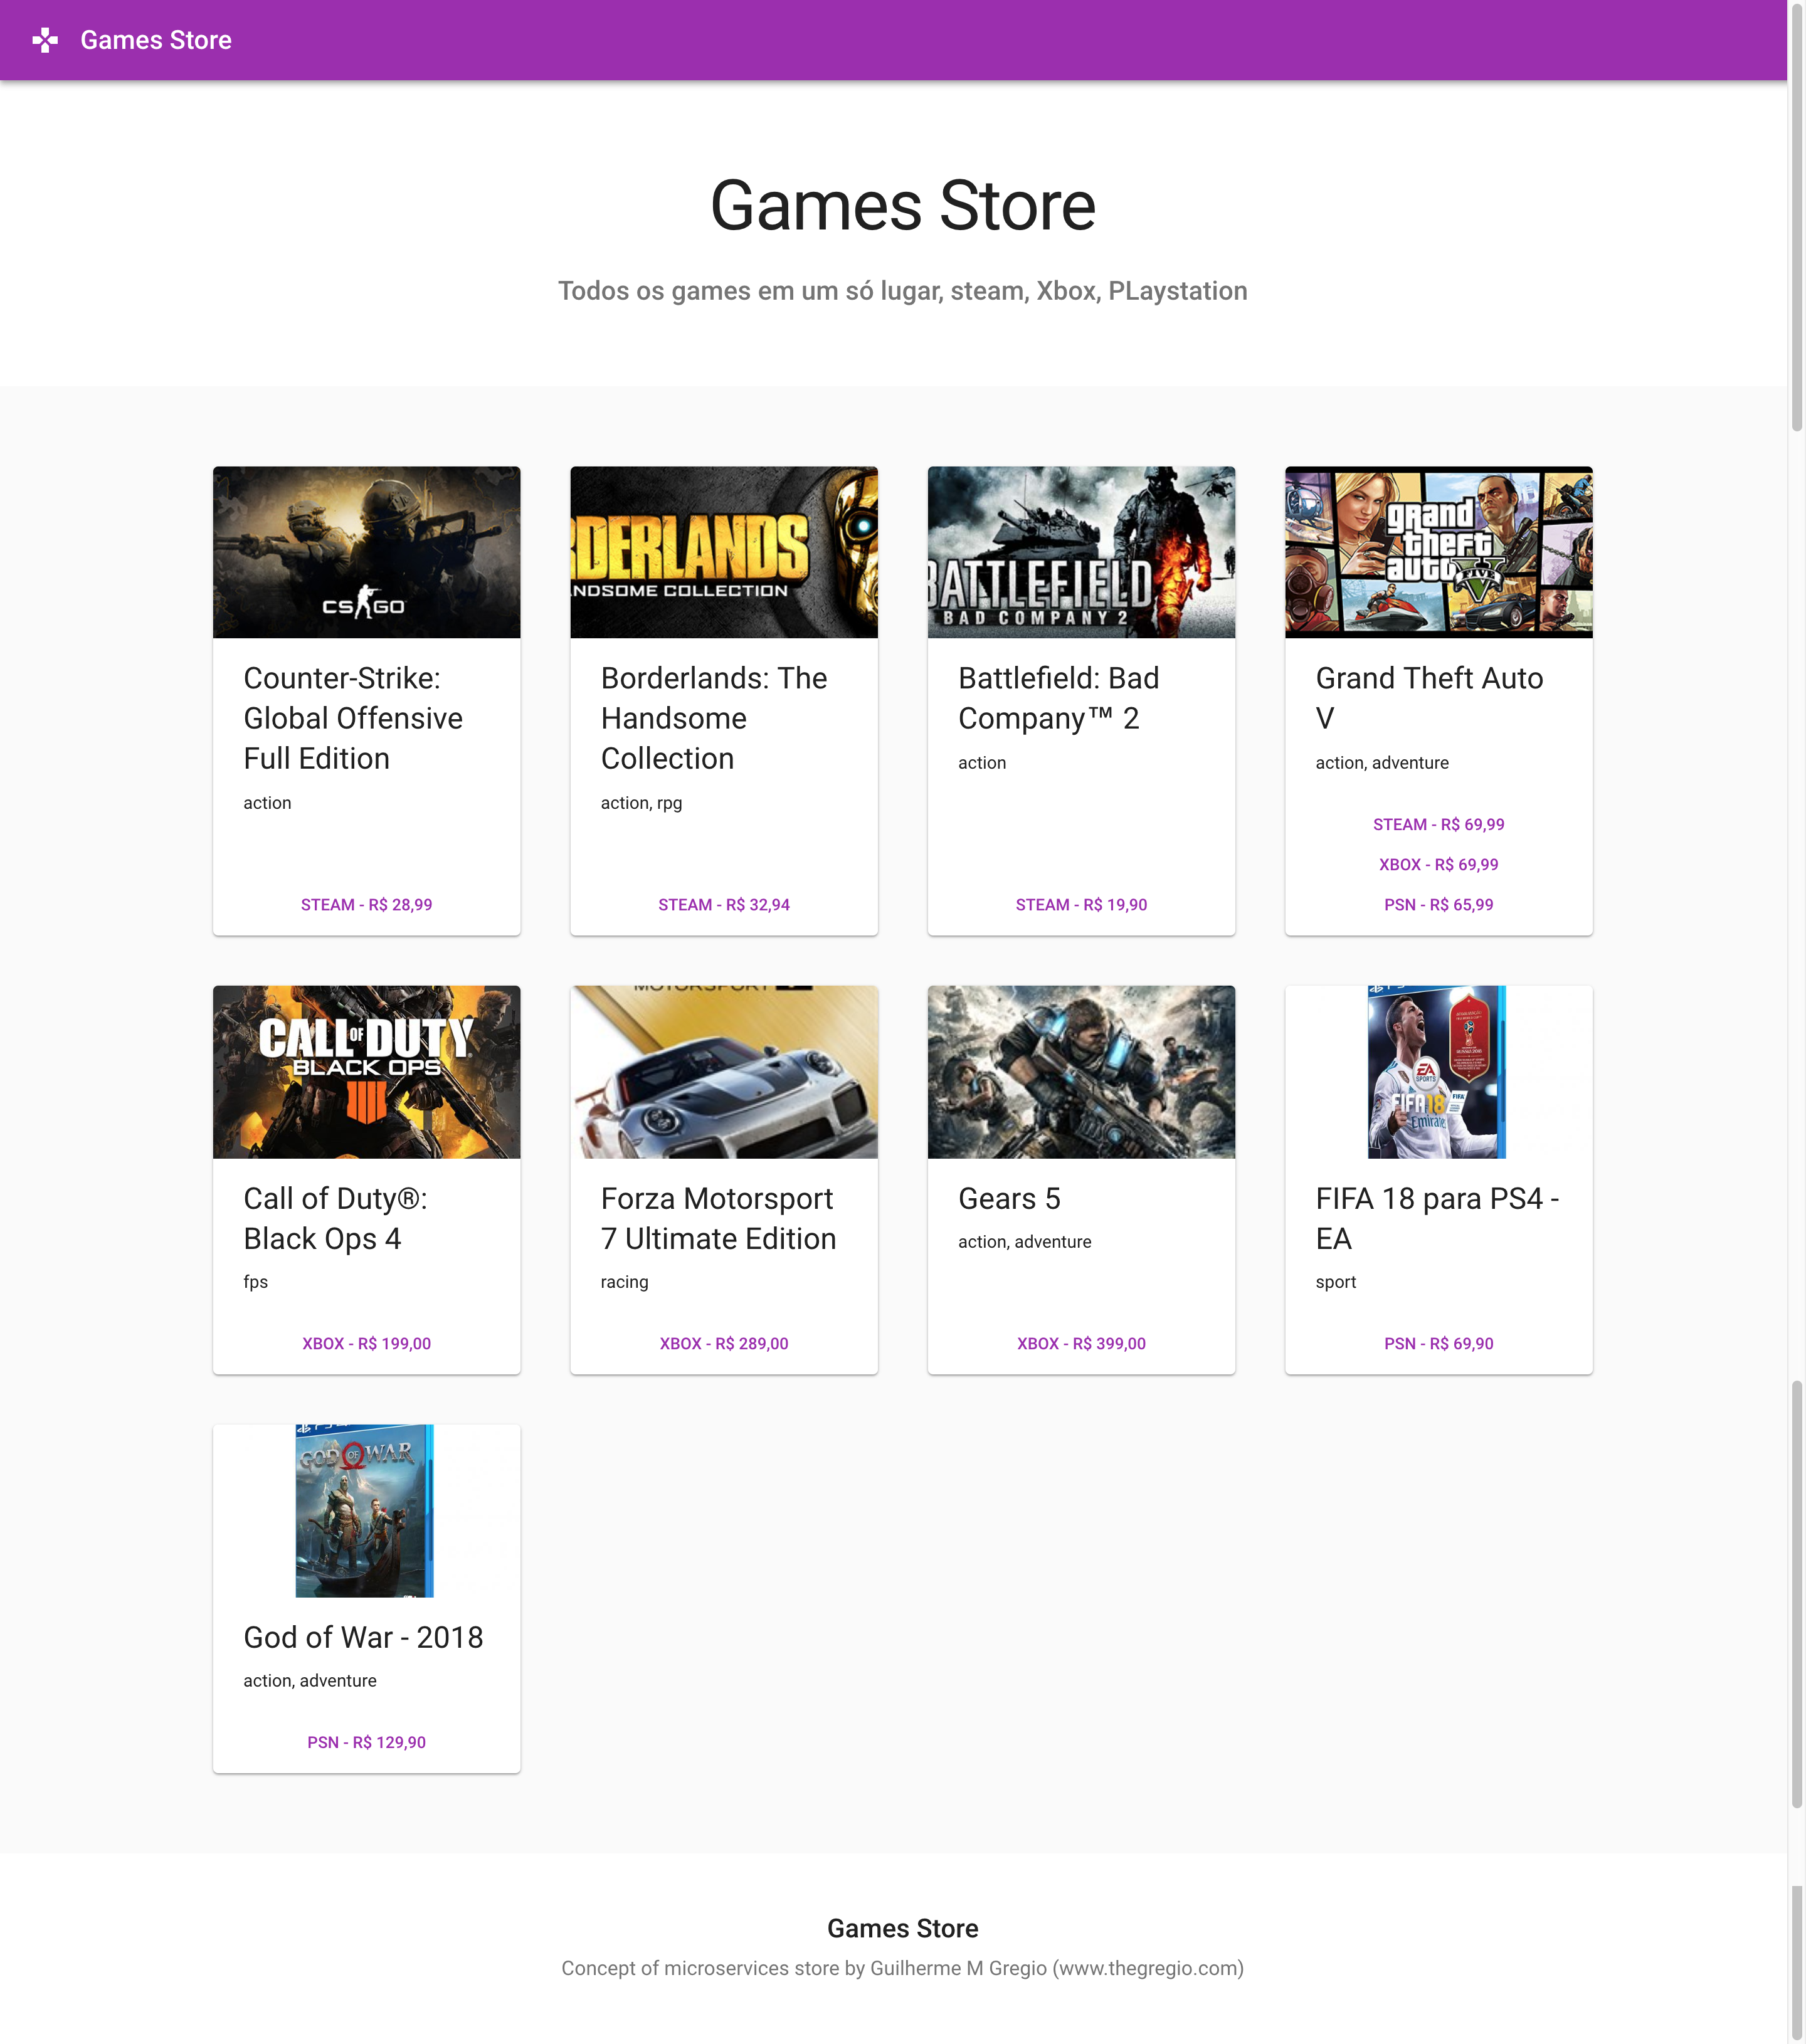 Games Store
Games Store
Todos os games em um só lugar, steam, Xbox, PLaystation
CS GO
RDERLANDS
NDSOME COLLECTION
BATTLEFIELD
BAD COMPANY 2
grand
theft
auto
FIVE
V
Counter-Strike:
Global Offensive
Full Edition
action
STEAM - R$ 28,99
Borderlands: The
Handsome
Collection
action, rpg
STEAM - R$ 32,94
Battlefield: Bad
Company™ 2
action
STEAM - R$ 19,90
Grand Theft Auto
V
action, adventure
STEAM - R$ 69,99
XBOX - R$ 69,99
PSN - R$ 65,99
CALL OF DUTY
BLACK OPS
IIII
MOTORSPORT
EA
SPORTS
FIFA 18
FIFA
Call of Duty®:
Black Ops 4
fps
XBOX - R$ 199,00
Forza Motorsport
7 Ultimate Edition
racing
XBOX - R$ 289,00
Gears 5
action, adventure
XBOX - R$ 399,00
FIFA 18 para PS4 -
EA
sport
PSN - R$ 69,90
GOD OF WAR
God of War - 2018
action, adventure
PSN - R$ 129,90
Games Store
Concept of microservices store by Guilherme M Gregio (www.thegregio.com)